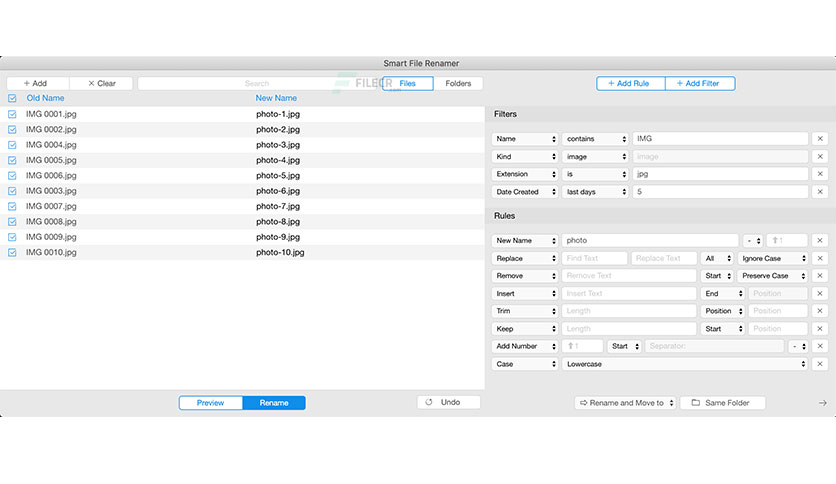 Smart File Renamer
+ Add × Clear Search FILECR .com Files Folders + Add Rule + Add Filter
Old Name New Name
IMG 0001.jpg photo-1.jpg
IMG 0002.jpg photo-2.jpg
IMG 0004.jpg photo-3.jpg
IMG 0005.jpg photo-4.jpg
IMG 0006.jpg photo-5.jpg
IMG 0003.jpg photo-6.jpg
IMG 0007.jpg photo-7.jpg
IMG 0008.jpg photo-8.jpg
IMG 0009.jpg photo-9.jpg
IMG 0010.jpg photo-10.jpg
Filters
Name contains IMG
Kind image image
Extension is jpg
Date Created last days 5
Rules
New Name photo - 1
Replace Find Text Replace Text All Ignore Case
Remove Remove Text Start Preserve Case
Insert Insert Text End Position
Trim Length Position Position
Keep Length Start Position
Add Number 1 Start Separator: -
Case Lowercase
Preview Rename Undo Rename and Move to Same Folder